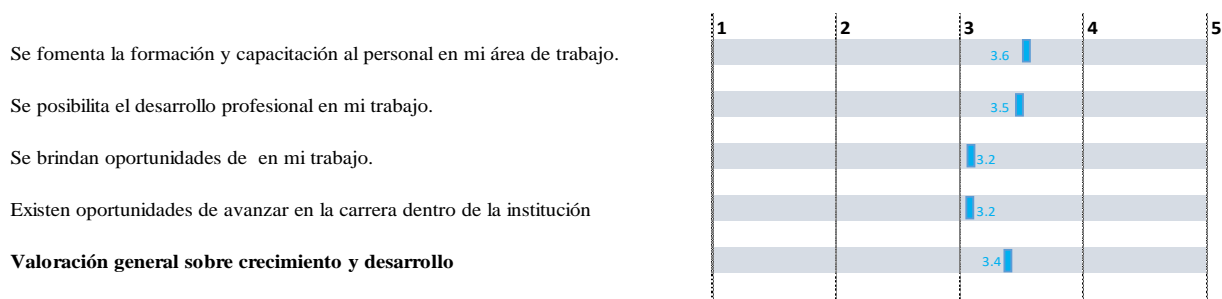 1 2 3 4 5
Se fomenta la formación y capacitación al personal en mi área de trabajo. 3.6
Se posibilita el desarrollo profesional en mi trabajo. 3.5
Se brindan oportunidades de  en mi trabajo. 3.2
Existen oportunidades de avanzar en la carrera dentro de la institución 3.2
Valoración general sobre crecimiento y desarrollo 3.4